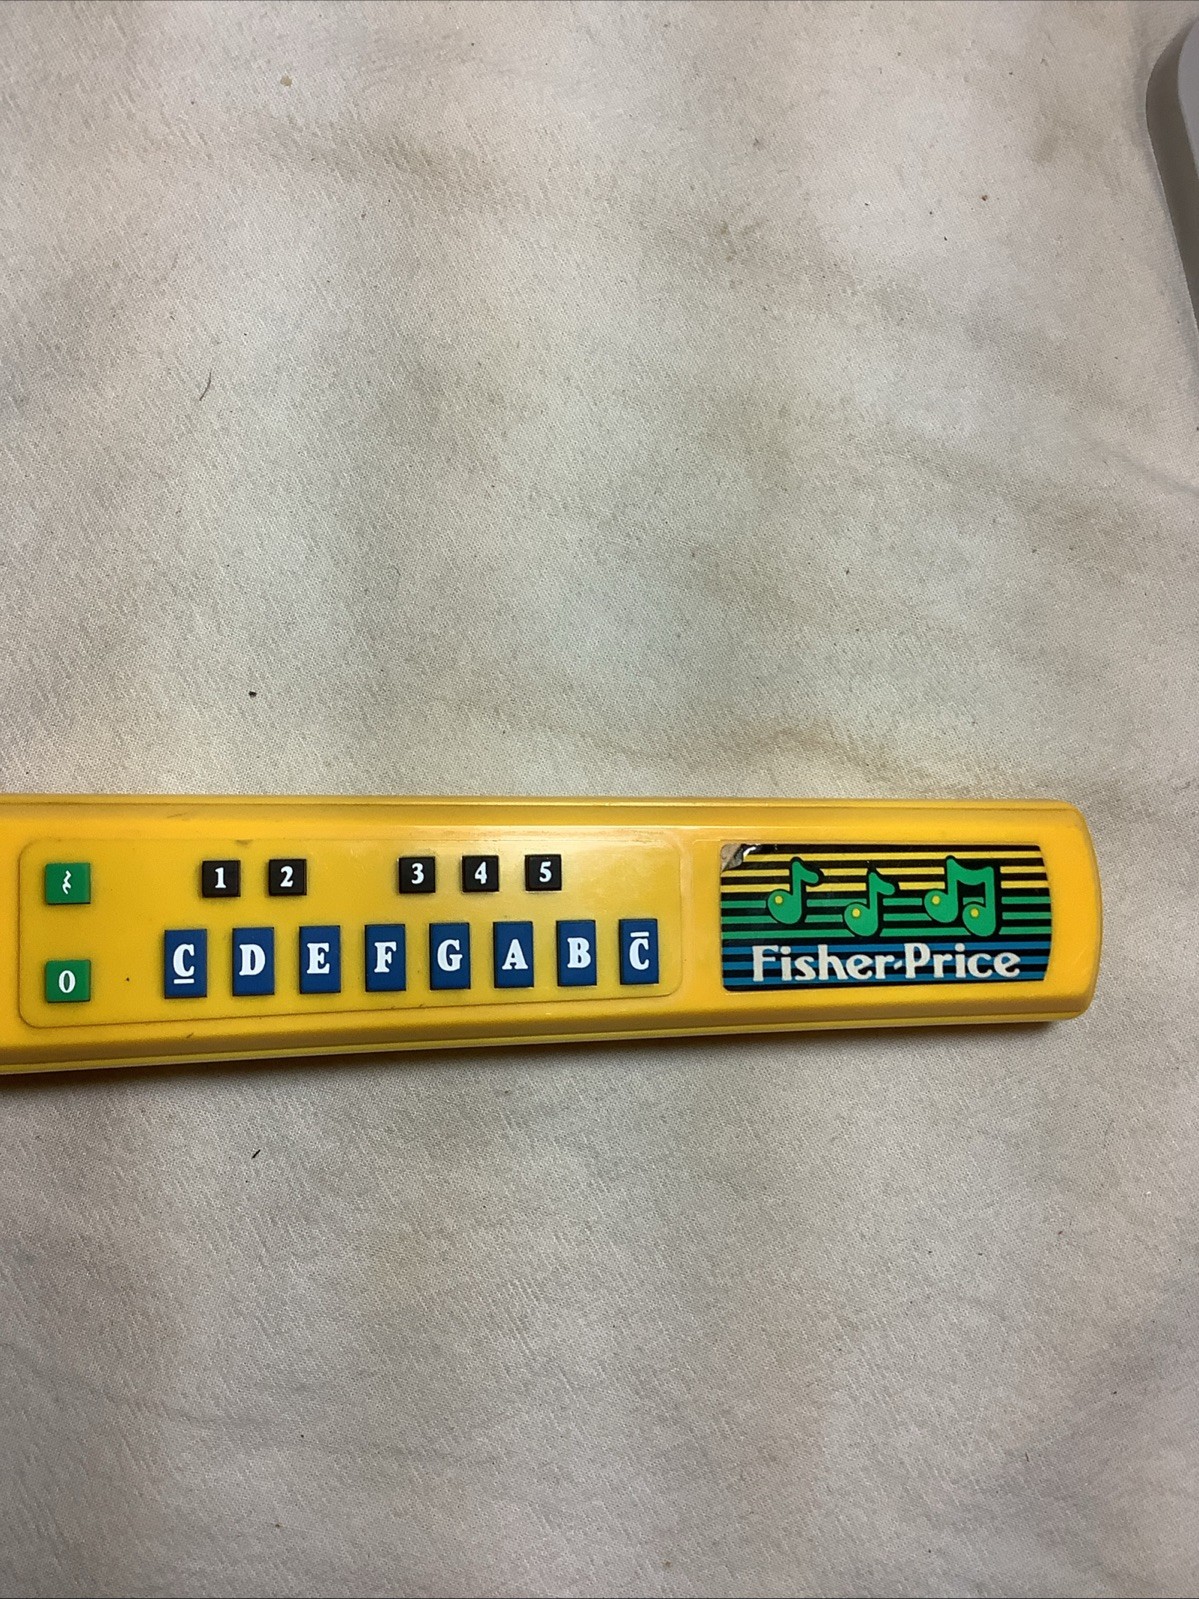 1 2 3 4 5
C D E F G A B C
0
Fisher-Price